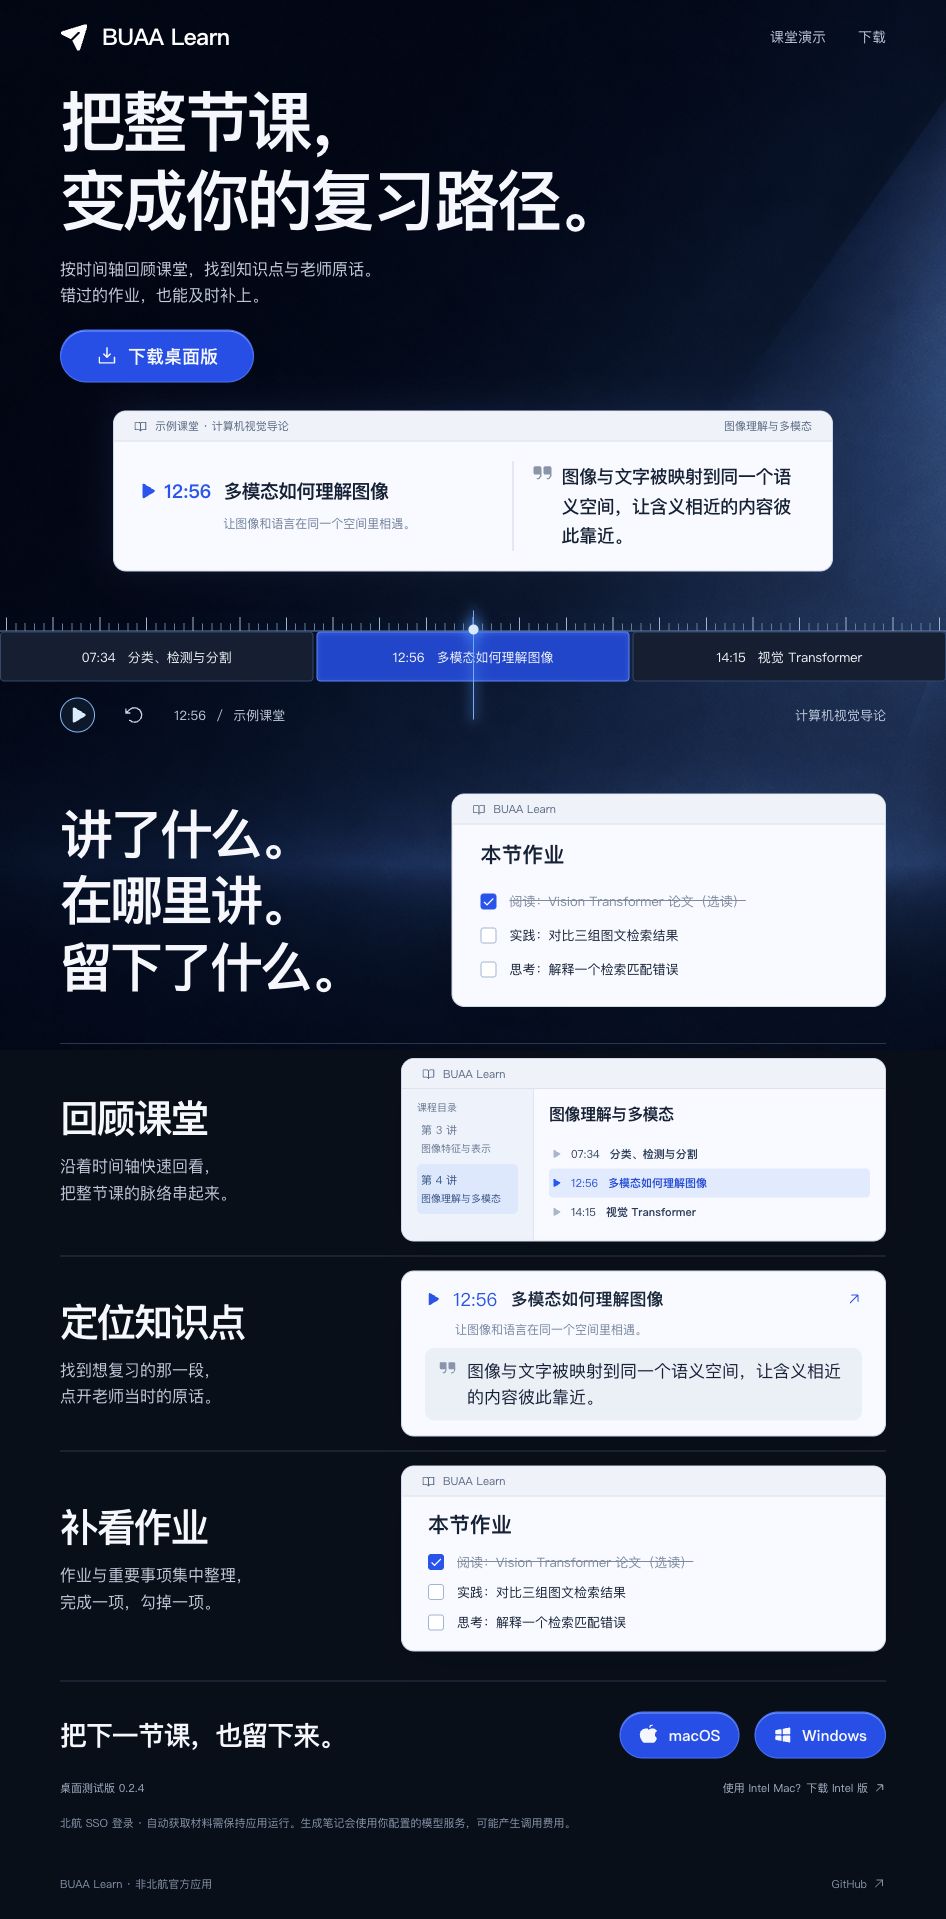 BUAA Learn
课堂演示
下载
把整节课，
变成你的复习路径。
按时间轴回顾课堂，找到知识点与老师原话。
错过的作业，也能及时补上。
下载桌面版
示例课堂 · 计算机视觉导论
图像理解与多模态
12:56 多模态如何理解图像
让图像和语言在同一个空间里相遇。
图像与文字被映射到同一个语
义空间，让含义相近的内容彼
此靠近。
07:34 分类、检测与分割
12:56 多模态如何理解图像
14:15 视觉 Transformer
12:56 / 示例课堂
计算机视觉导论
讲了什么。
在哪里讲。
留下了什么。
BUAA Learn
本节作业
阅读：Vision Transformer 论文（选读）
实践：对比三组图文检索结果
思考：解释一个检索匹配错误
回顾课堂
沿着时间轴快速回看，
把整节课的脉络串起来。
BUAA Learn
课程目录
第 3 讲
图像特征与表示
第 4 讲
图像理解与多模态
图像理解与多模态
07:34 分类、检测与分割
12:56 多模态如何理解图像
14:15 视觉 Transformer
定位知识点
找到想复习的那一段，
点开老师当时的原话。
12:56 多模态如何理解图像
让图像和语言在同一个空间里相遇。
图像与文字被映射到同一个语义空间，让含义相近
的内容彼此靠近。
补看作业
作业与重要事项集中整理，
完成一项，勾掉一项。
BUAA Learn
本节作业
阅读：Vision Transformer 论文（选读）
实践：对比三组图文检索结果
思考：解释一个检索匹配错误
把下一节课，也留下来。
macOS
Windows
桌面测试版 0.2.4
使用 Intel Mac？下载 Intel 版
北航 SSO 登录 · 自动获取材料需保持应用运行。生成笔记会使用你配置的模型服务，可能产生调用费用。
BUAA Learn · 非北航官方应用
GitHub